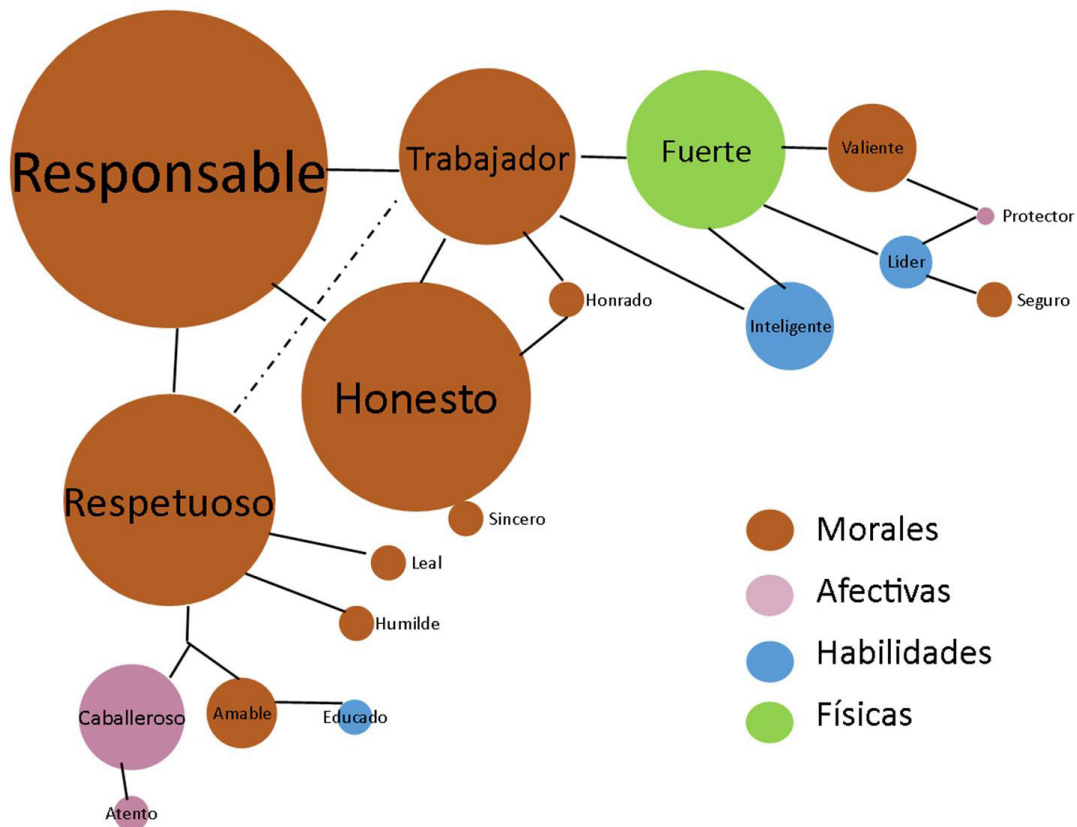 Responsable
Trabajador
Fuerte
Valiente
Protector
Líder
Seguro
Honrado
Inteligente
Honesto
Respetuoso
Sincero
Leal
Humilde
Caballeroso
Amable
Educado
Atento
Morales
Afectivas
Habilidades
Físicas